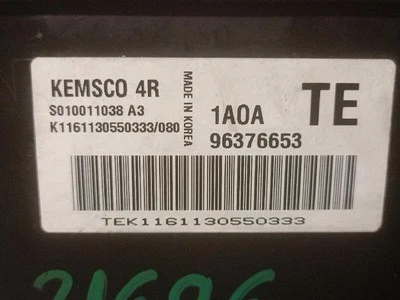 KEMSCO 4R
S010011038 A3
K1161130550333/080
MADE IN KOREA
1A0A
TE
96376653
TEK1161130550333